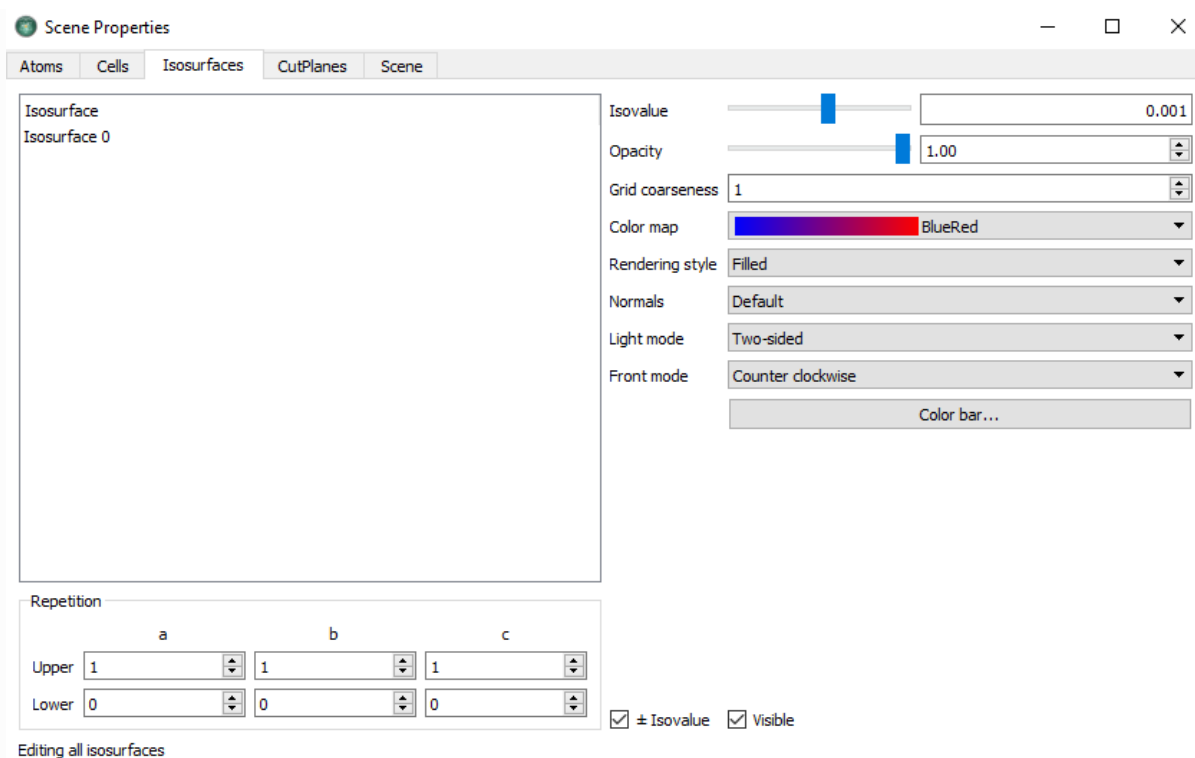 Scene Properties
Atoms Cells Isosurfaces CutPlanes Scene
Isosurface
Isosurface 0
Isovalue 0.001
Opacity 1.00
Grid coarseness 1
Color map BlueRed
Rendering style Filled
Normals Default
Light mode Two-sided
Front mode Counter clockwise
Color bar...
Repetition
a b c
Upper 1 1 1
Lower 0 0 0
± Isovalue Visible
Editing all isosurfaces